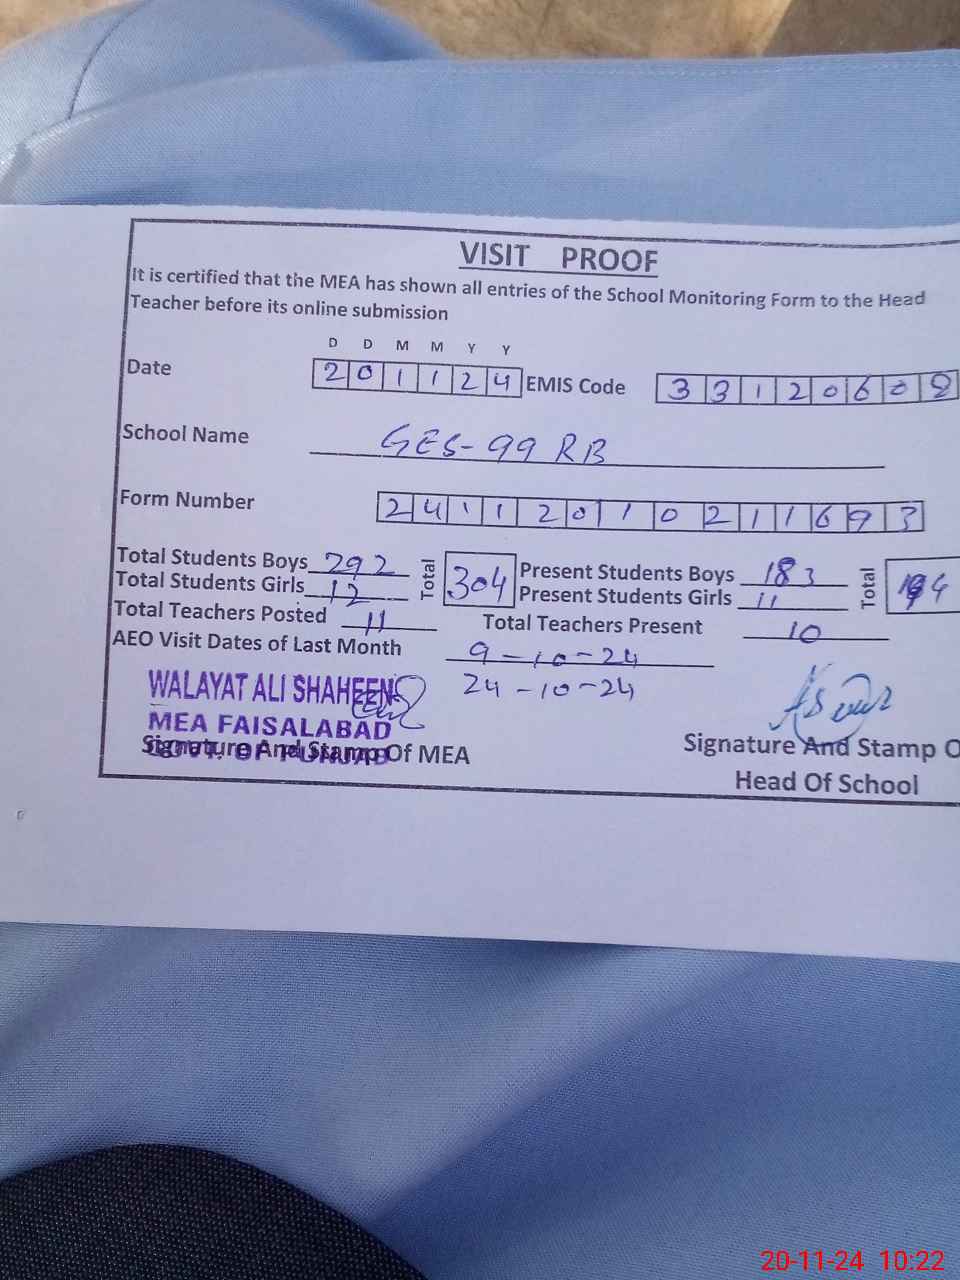 VISIT PROOF
It is certified that the MEA has shown all entries of the School Monitoring Form to the Head
Teacher before its online submission
D D M M Y Y
Date 2 0 1 1 2 4 EMIS Code 3 3 1 2 0 6 0 8
School Name GES-99 RB
Form Number 2 4 1 1 2 0 1 0 2 1 1 6 9 3
Total Students Boys 292 Total 304 Present Students Boys 183 Total 194
Total Students Girls 12 Present Students Girls 11
Total Teachers Posted 11 Total Teachers Present 10
AEO Visit Dates of Last Month 9-10-24
24-10-24
WALAYAT ALI SHAHEEN
MEA FAISALABAD
GOVT. OF PUNJAB
Signature And Stamp Of MEA
Signature And Stamp O
Head Of School
20-11-24 10:22